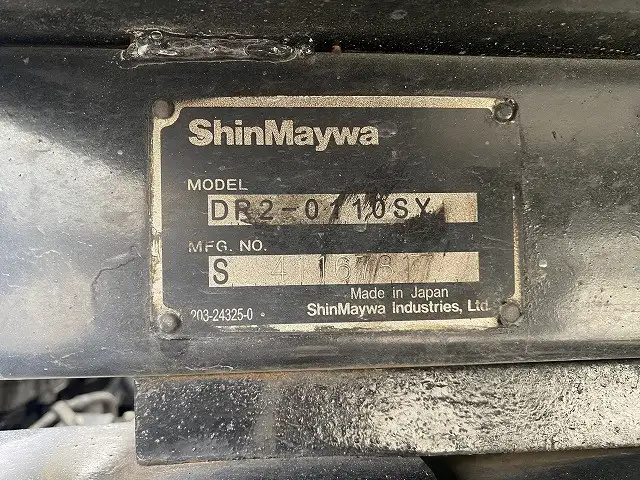 ShinMaywa
MODEL
DR2-0110SY
MFG. NO.
S
Made in Japan
203-24325-0
ShinMaywa Industries, Ltd.